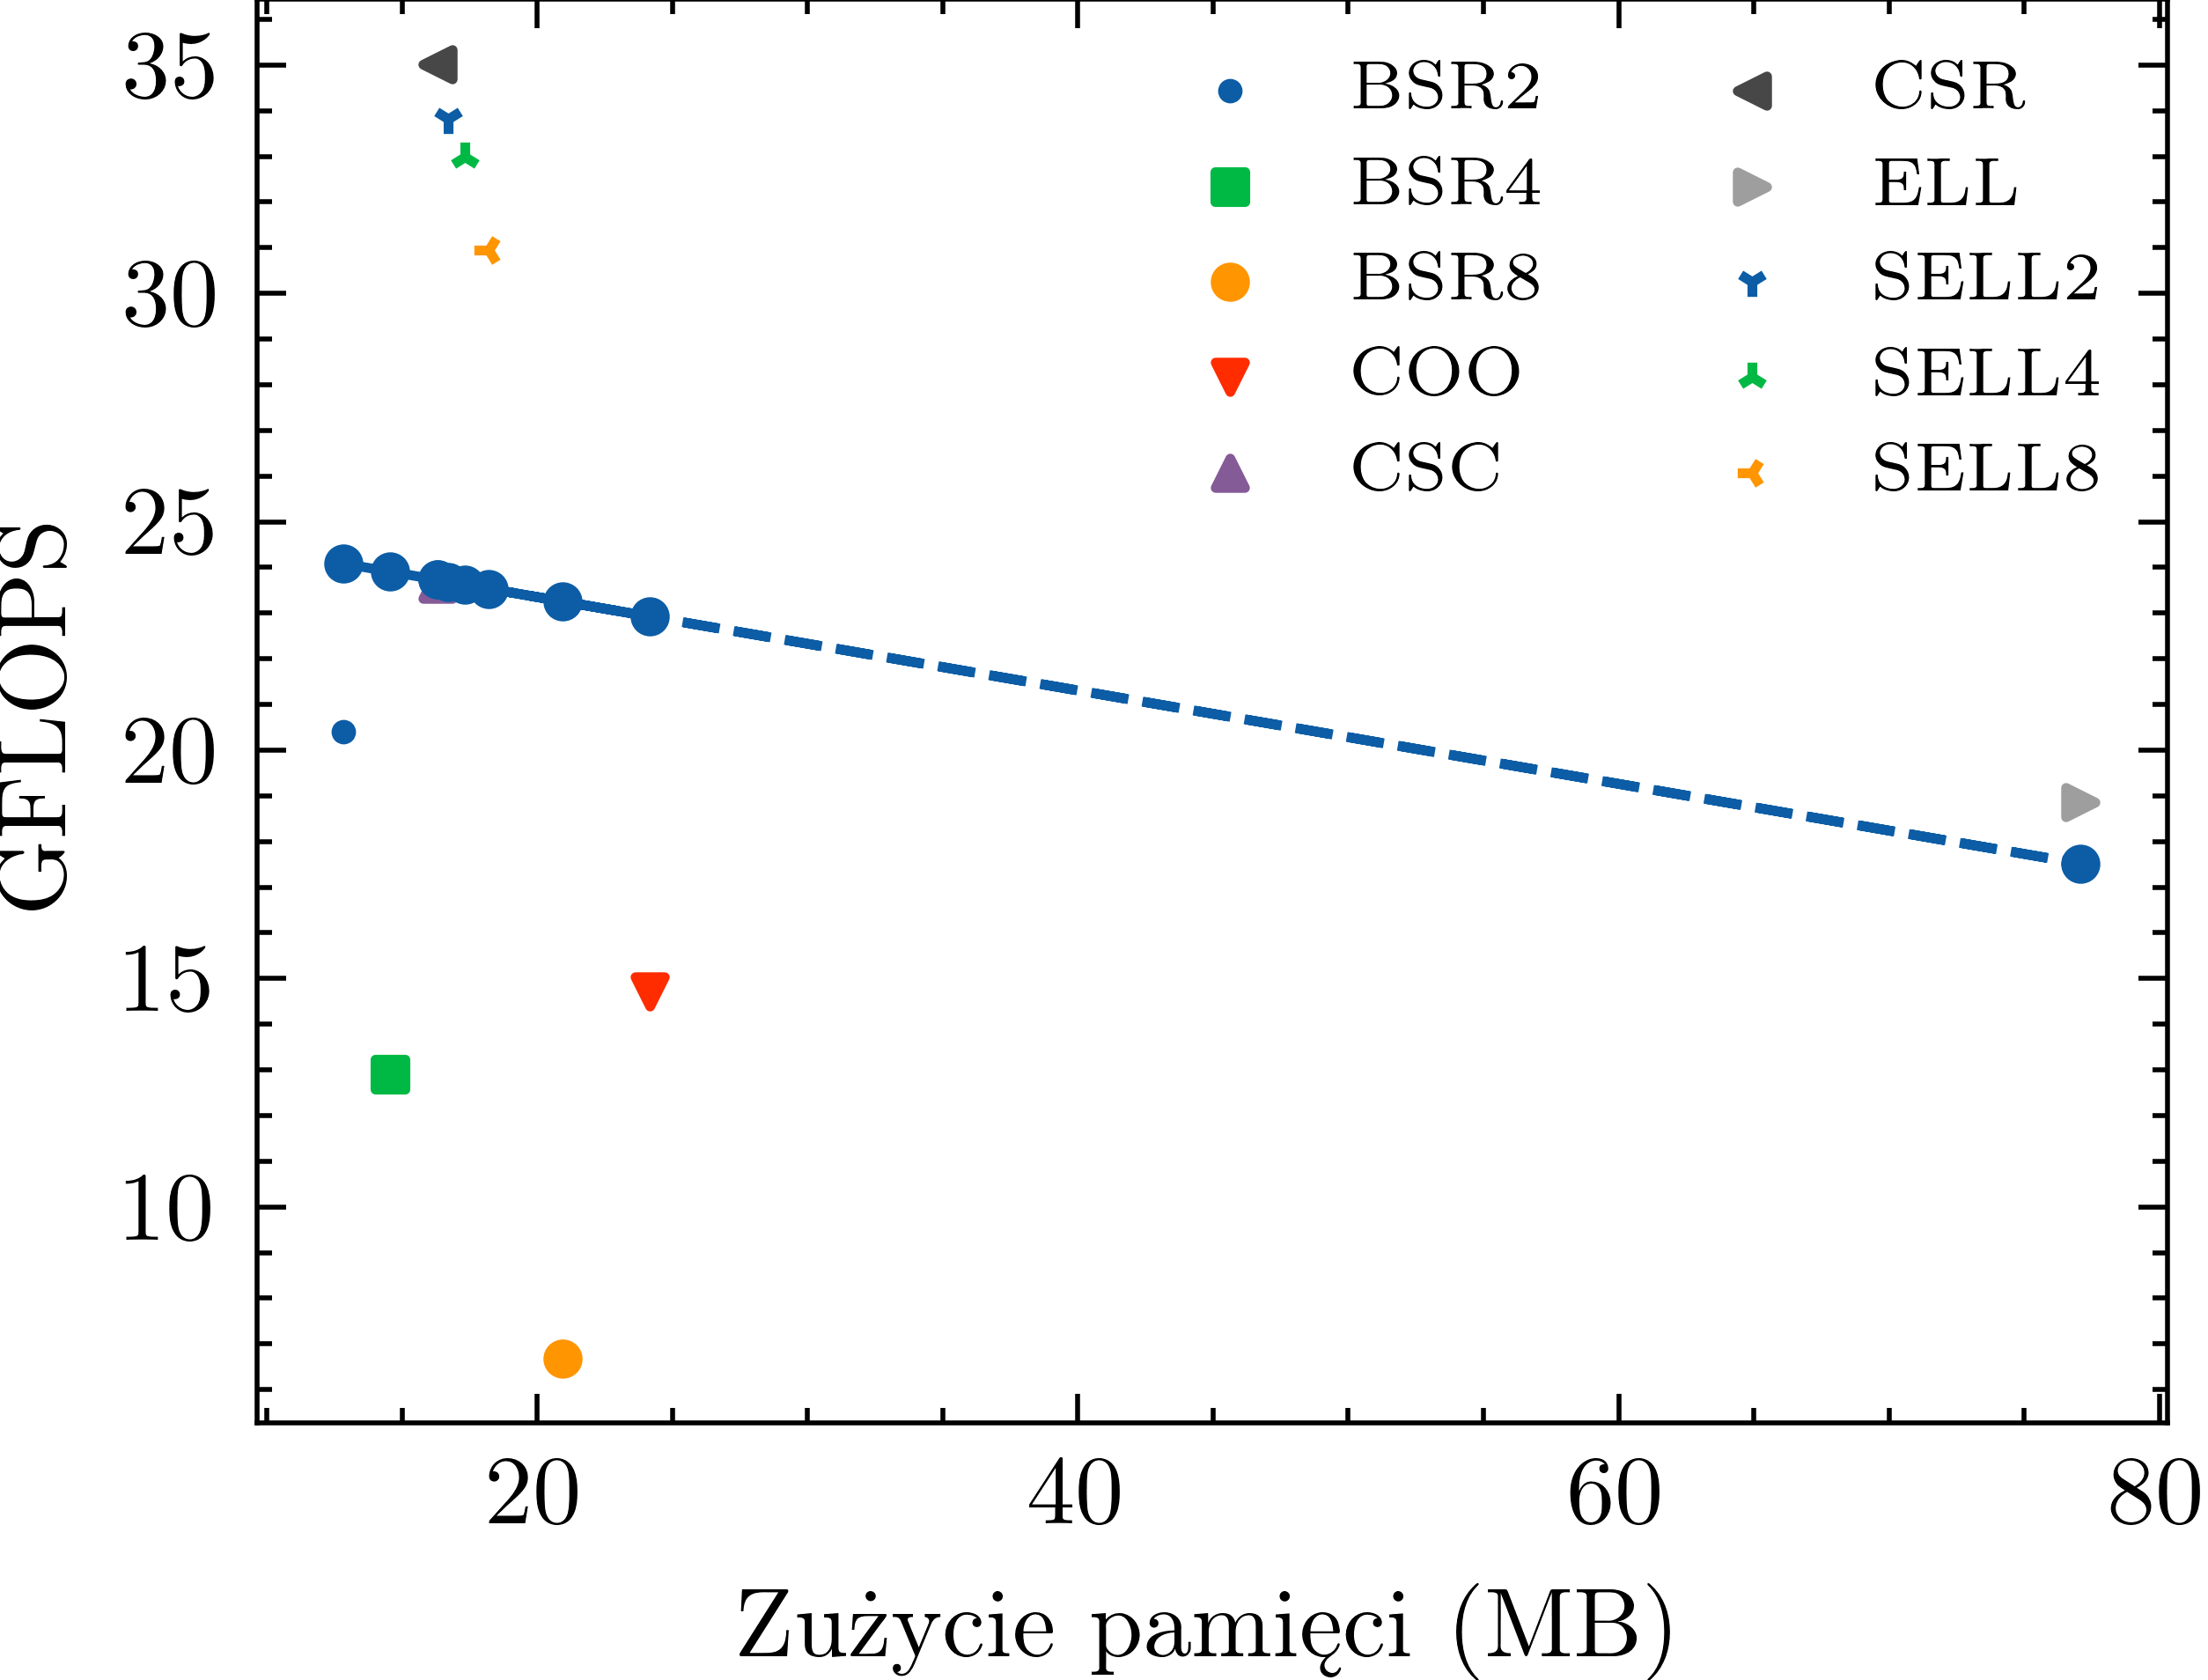 GFLOPS
35
30
25
20
15
10
BSR2
BSR4
BSR8
COO
CSC
CSR
ELL
SELL2
SELL4
SELL8
20
40
60
80
Zużycie pamięci (MB)